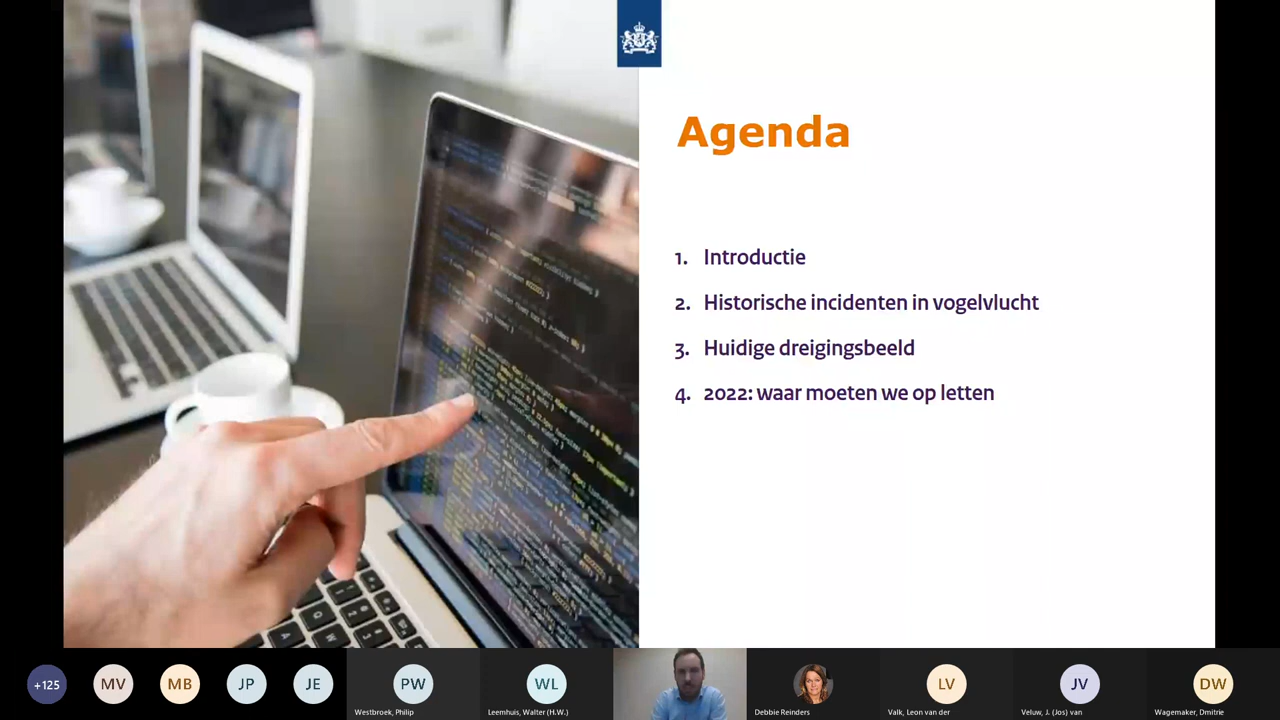 Agenda
1. Introductie
2. Historische incidenten in vogelvlucht
3. Huidige dreigingsbeeld
4. 2022: waar moeten we op letten
+125
MV
MB
JP
JE
PW
WL
LV
JV
DW
Westbroek, Philip
Leemhuis, Walter (H.W.)
Debbie Reinders
Valk, Leon van der
Veluw, J. (Jos) van
Wagemaker, Dmitrie